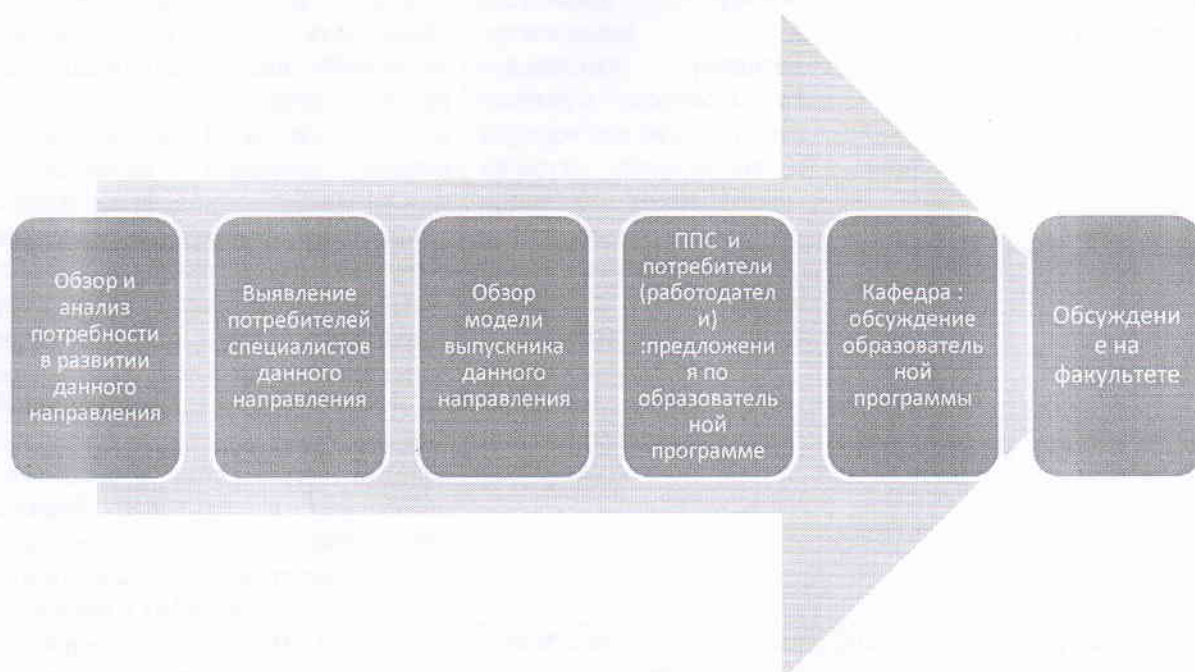 Обзор и
анализ
потребности
в развитии
данного
направления
Выявление
потребителей
специалистов
данного
направления
Обзор
модели
выпускника
данного
направления
ППС и
потребители
(работодател
и)
:предложени
я по
образователь
ной
программе
Кафедра :
обсуждение
образователь
ной
программы
Обсуждени
е на
факультете